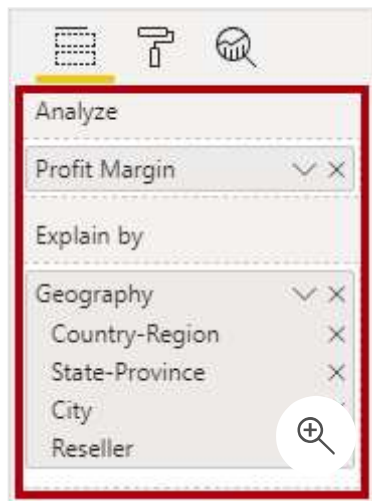 Analyze
Profit Margin
Explain by
Geography
Country-Region
State-Province
City
Reseller